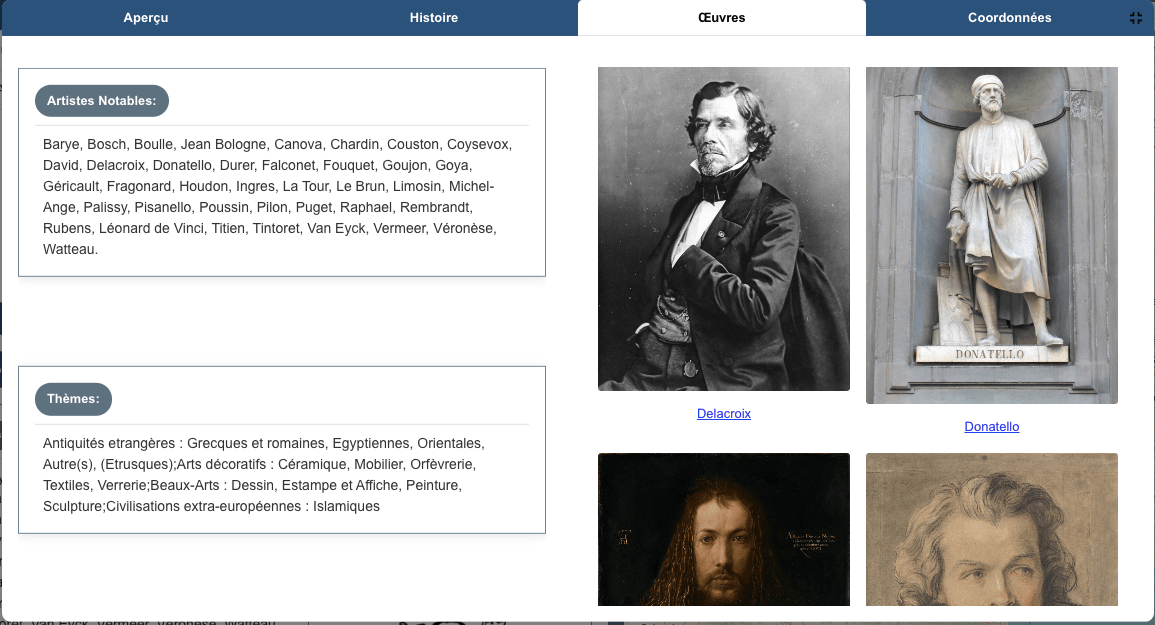 Aperçu
Histoire
Œuvres
Coordonnées
Artistes Notables:
Barye, Bosch, Boulle, Jean Bologne, Canova, Chardin, Couston, Coysevox,
David, Delacroix, Donatello, Durer, Falconet, Fouquet, Goujon, Goya,
Géricault, Fragonard, Houdon, Ingres, La Tour, Le Brun, Limosin, Michel-
Ange, Palissy, Pisanello, Poussin, Pilon, Puget, Raphael, Rembrandt,
Rubens, Léonard de Vinci, Titien, Tintoret, Van Eyck, Vermeer, Véronèse,
Watteau.
Thèmes:
Antiquités etrangères : Grecques et romaines, Egyptiennes, Orientales,
Autre(s), (Etrusques);Arts décoratifs : Céramique, Mobilier, Orfèvrerie,
Textiles, Verrerie;Beaux-Arts : Dessin, Estampe et Affiche, Peinture,
Sculpture;Civilisations extra-européennes : Islamiques
DONATELLO
Delacroix
Donatello